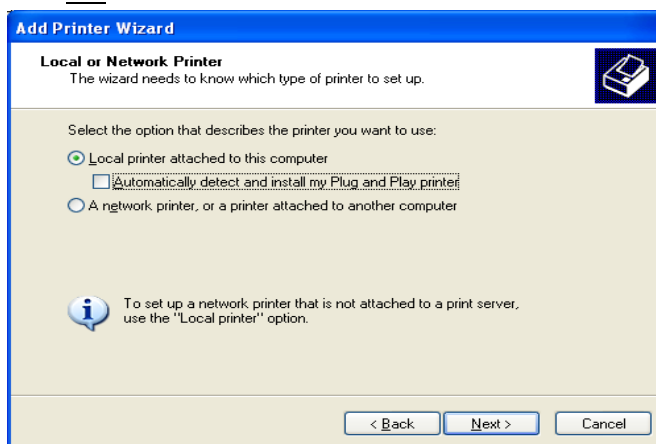 Add Printer Wizard
Local or Network Printer
The wizard needs to know which type of printer to set up.
Select the option that describes the printer you want to use:
Local printer attached to this computer
Automatically detect and install my Plug and Play printer
A network printer, or a printer attached to another computer
To set up a network printer that is not attached to a print server,
use the "Local printer" option.
< Back
Next >
Cancel